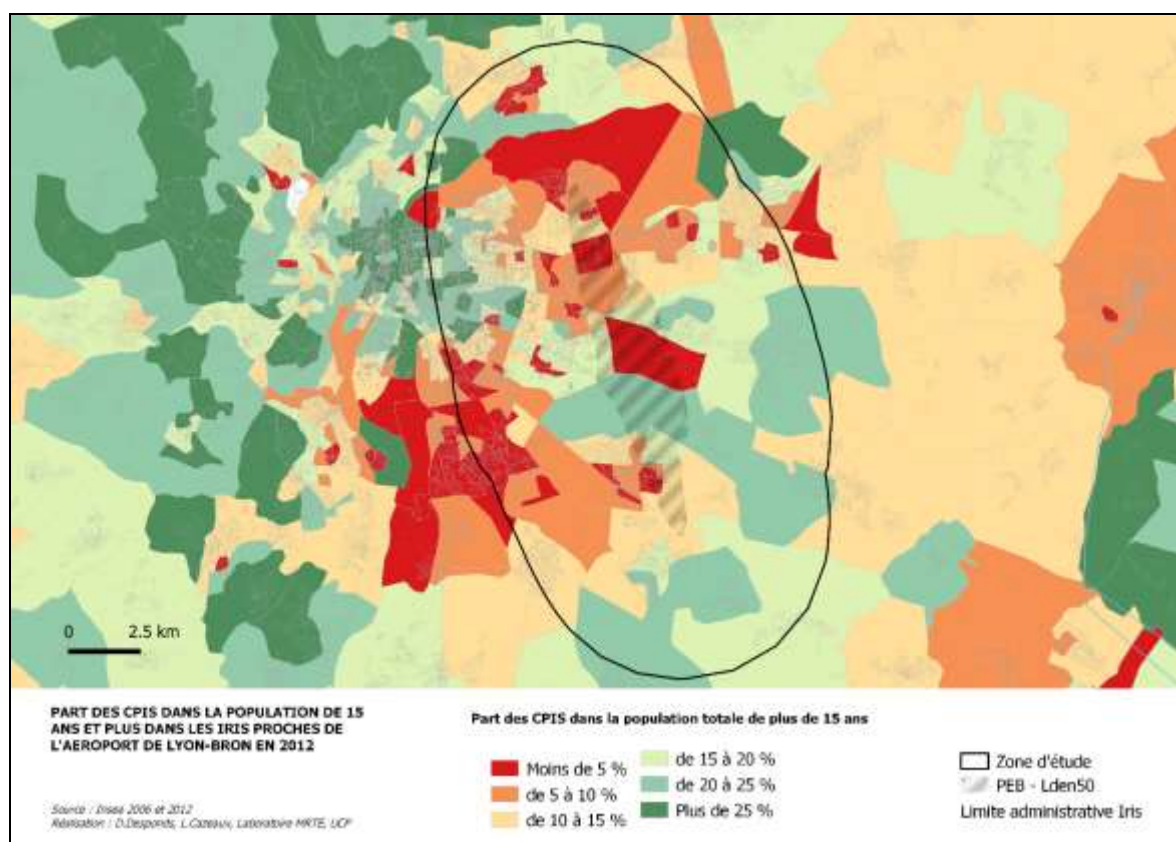 0 2.5 km
PART DES CPIS DANS LA POPULATION DE 15
ANS ET PLUS DANS LES IRIS PROCHES DE
L'AEROPORT DE LYON-BRON EN 2012
Source : Insee 2006 et 2012
Réalisation : D.Desponds, L.Cazeaux, Laboratoire MRTE, UCP
Part des CPIS dans la population totale de plus de 15 ans
Moins de 5 %
de 5 à 10 %
de 10 à 15 %
de 15 à 20 %
de 20 à 25 %
Plus de 25 %
Zone d'étude
PEB - Lden50
Limite administrative Iris